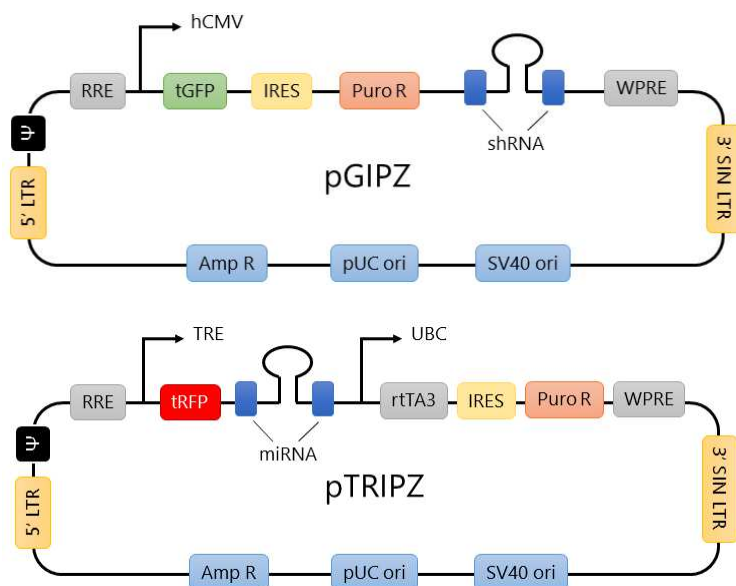 hCMV
RRE
tGFP
IRES
Puro R
WPRE
Ψ
shRNA
5' LTR
3' SIN LTR
pGIPZ
Amp R
pUC ori
SV40 ori
TRE
UBC
RRE
tRFP
rtTA3
IRES
Puro R
WPRE
Ψ
miRNA
5' LTR
3' SIN LTR
pTRIPZ
Amp R
pUC ori
SV40 ori